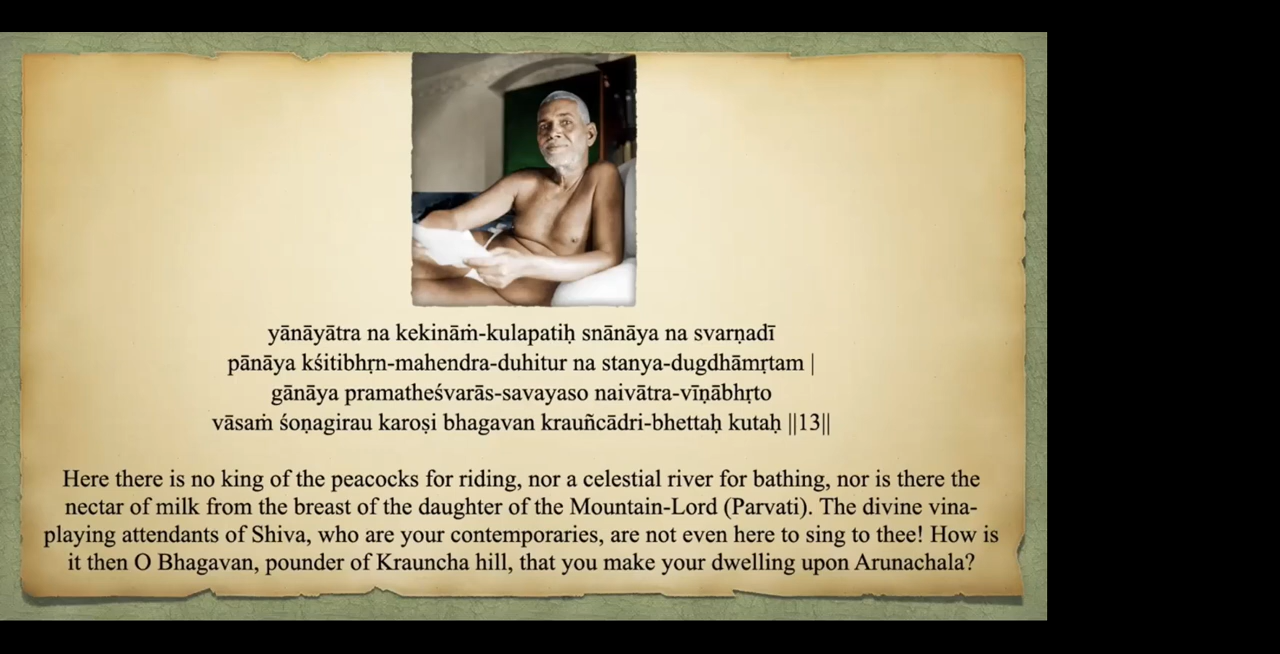 yānāyātra na kekināṁ-kulapatiḥ snānāya na svarṇadī
pānāya kśitibhṛn-mahendra-duhitur na stanya-dugdhāmṛtam |
gānāya pramatheśvarās-savayaso naivātra-vīṇābhṛto
vāsaṁ śoṇagirau karoṣi bhagavan krauñcādri-bhettaḥ kutaḥ ||13||
Here there is no king of the peacocks for riding, nor a celestial river for bathing, nor is there the
nectar of milk from the breast of the daughter of the Mountain-Lord (Parvati). The divine vina-
playing attendants of Shiva, who are your contemporaries, are not even here to sing to thee! How is
it then O Bhagavan, pounder of Krauncha hill, that you make your dwelling upon Arunachala?